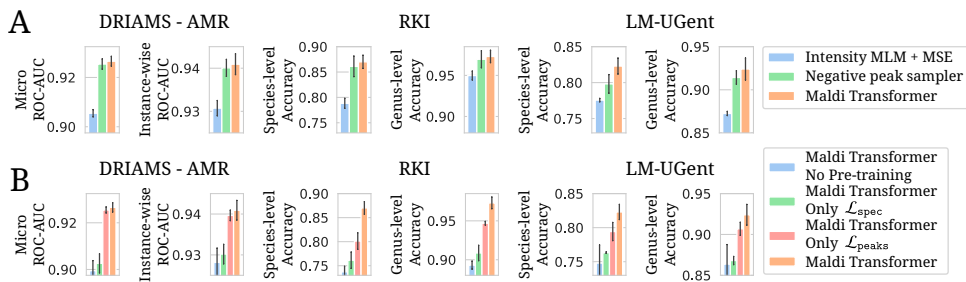 A
DRIAMS - AMR
RKI
LM-UGent
Micro
ROC-AUC
0.92
0.90
Instance-wise
ROC-AUC
0.94
0.93
Species-level
Accuracy
0.90
0.85
0.80
0.75
Genus-level
Accuracy
0.95
0.90
Species-level
Accuracy
0.85
0.80
0.75
Genus-level
Accuracy
0.95
0.90
0.85
Intensity MLM + MSE
Negative peak sampler
Maldi Transformer
B
DRIAMS - AMR
RKI
LM-UGent
Micro
ROC-AUC
0.92
0.90
Instance-wise
ROC-AUC
0.94
0.93
Species-level
Accuracy
0.90
0.85
0.80
0.75
Genus-level
Accuracy
0.95
0.90
Species-level
Accuracy
0.85
0.80
0.75
Genus-level
Accuracy
0.95
0.90
0.85
Maldi Transformer
No Pre-training
Maldi Transformer
Only ℒspec
Maldi Transformer
Only ℒpeaks
Maldi Transformer